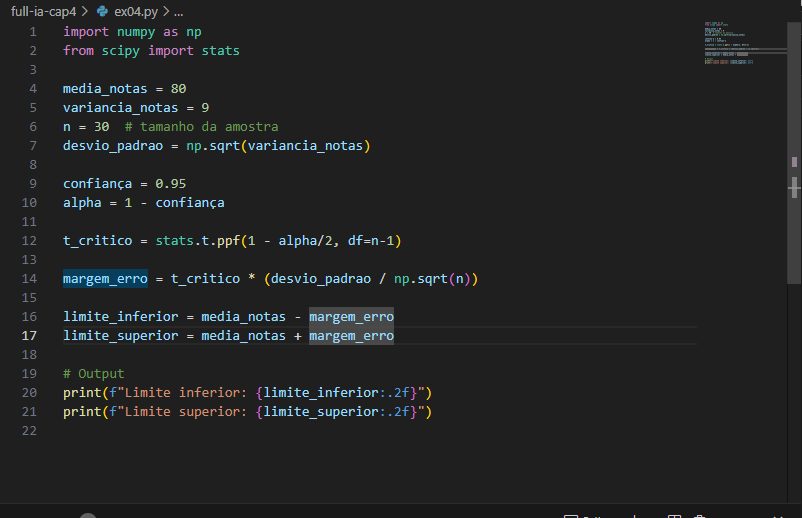 full-ia-cap4 > ex04.py > ...
1 import numpy as np
2 from scipy import stats
3
4 media_notas = 80
5 variancia_notas = 9
6 n = 30  # tamanho da amostra
7 desvio_padrao = np.sqrt(variancia_notas)
8
9 confiança = 0.95
10 alpha = 1 - confiança
11
12 t_critico = stats.t.ppf(1 - alpha/2, df=n-1)
13
14 margem_erro = t_critico * (desvio_padrao / np.sqrt(n))
15
16 limite_inferior = media_notas - margem_erro
17 limite_superior = media_notas + margem_erro
18
19 # Output
20 print(f"Limite inferior: {limite_inferior:.2f}")
21 print(f"Limite superior: {limite_superior:.2f}")
22